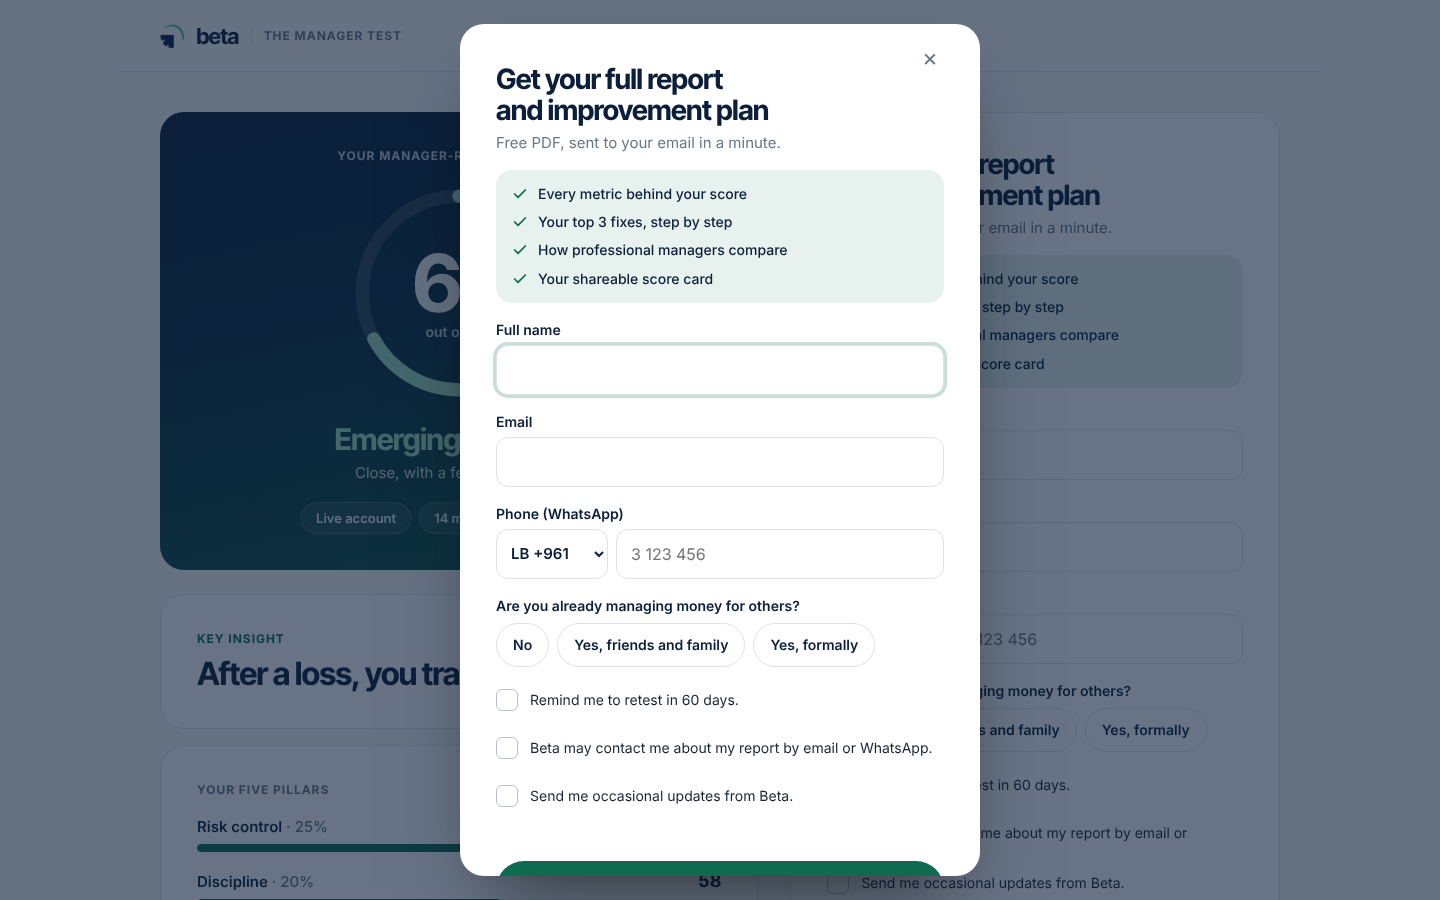 beta
THE MANAGER TEST
Get your full report
and improvement plan
Free PDF, sent to your email in a minute.
Every metric behind your score
Your top 3 fixes, step by step
How professional managers compare
Your shareable score card
Full name
Email
Phone (WhatsApp)
LB +961
3 123 456
Are you already managing money for others?
No
Yes, friends and family
Yes, formally
Remind me to retest in 60 days.
Beta may contact me about my report by email or WhatsApp.
Send me occasional updates from Beta.
YOUR MANAGER-R
6
out o
Emerging
Close, with a fe
Live account
14 m
KEY INSIGHT
After a loss, you tra
YOUR FIVE PILLARS
Risk control · 25%
Discipline · 20%
58
report
ment plan
r email in a minute.
ind your score
step by step
l managers compare
core card
123 456
ging money for others?
s and family
Yes, formally
est in 60 days.
me about my report by email or
Send me occasional updates from Beta.